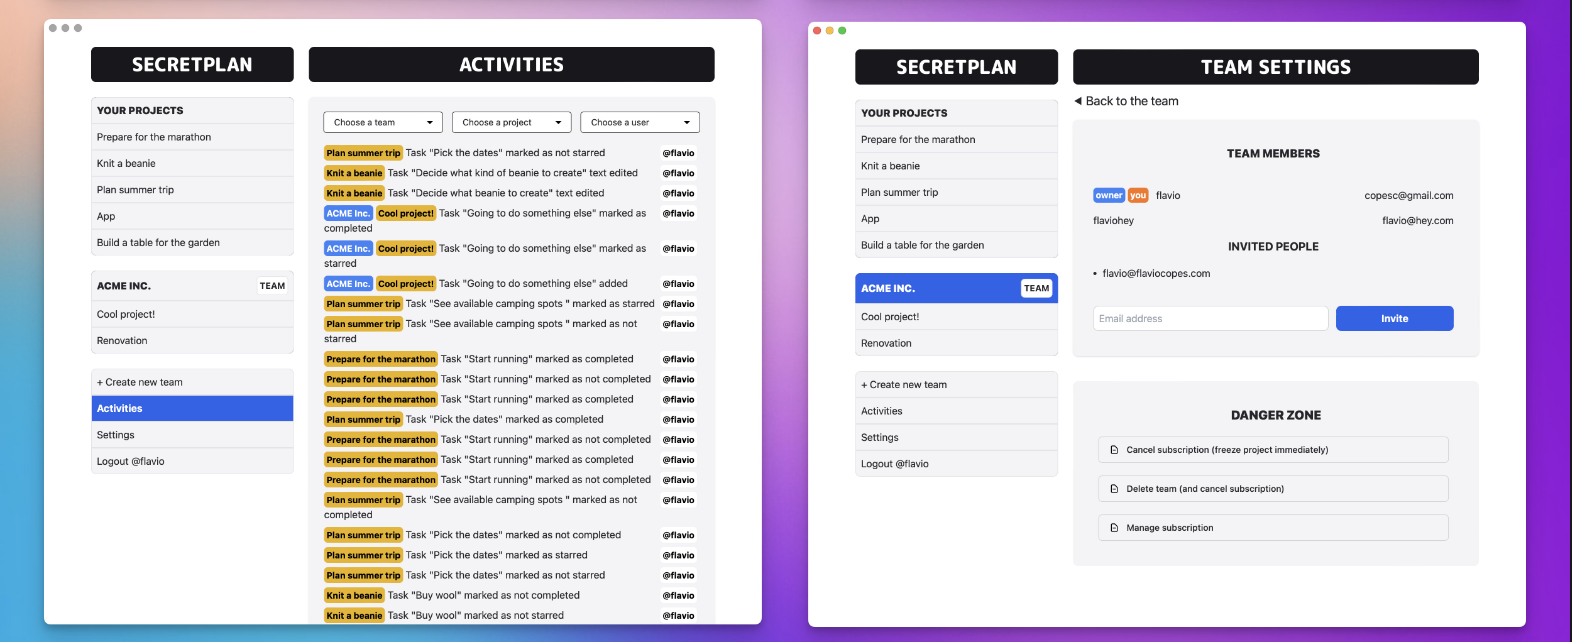 SECRETPLAN
YOUR PROJECTS
Prepare for the marathon
Knit a beanie
Plan summer trip
App
Build a table for the garden
ACME INC. TEAM
Cool project!
Renovation
+ Create new team
Activities
Settings
Logout @flavio
ACTIVITIES
Choose a team Choose a project Choose a user
Plan summer trip Task "Pick the dates" marked as not starred @flavio
Knit a beanie Task "Decide what kind of beanie to create" text edited @flavio
Knit a beanie Task "Decide what beanie to create" text edited @flavio
ACME Inc. Cool project! Task "Going to do something else" marked as @flavio
completed
ACME Inc. Cool project! Task "Going to do something else" marked as @flavio
starred
ACME Inc. Cool project! Task "Going to do something else" added @flavio
Plan summer trip Task "See available camping spots " marked as starred @flavio
Plan summer trip Task "See available camping spots " marked as not @flavio
starred
Prepare for the marathon Task "Start running" marked as completed @flavio
Prepare for the marathon Task "Start running" marked as not completed @flavio
Prepare for the marathon Task "Start running" marked as completed @flavio
Plan summer trip Task "Pick the dates" marked as completed @flavio
Prepare for the marathon Task "Start running" marked as not completed @flavio
Prepare for the marathon Task "Start running" marked as completed @flavio
Prepare for the marathon Task "Start running" marked as not completed @flavio
Plan summer trip Task "See available camping spots " marked as not @flavio
completed
Plan summer trip Task "Pick the dates" marked as not completed @flavio
Plan summer trip Task "Pick the dates" marked as starred @flavio
Plan summer trip Task "Pick the dates" marked as not starred @flavio
Knit a beanie Task "Buy wool" marked as not completed @flavio
Knit a beanie Task "Buy wool" marked as not starred @flavio
SECRETPLAN
YOUR PROJECTS
Prepare for the marathon
Knit a beanie
Plan summer trip
App
Build a table for the garden
ACME INC. TEAM
Cool project!
Renovation
+ Create new team
Activities
Settings
Logout @flavio
TEAM SETTINGS
◀ Back to the team
TEAM MEMBERS
owner you flavio copesc@gmail.com
flaviohey flavio@hey.com
INVITED PEOPLE
• flavio@flaviocopes.com
Email address Invite
DANGER ZONE
Cancel subscription (freeze project immediately)
Delete team (and cancel subscription)
Manage subscription